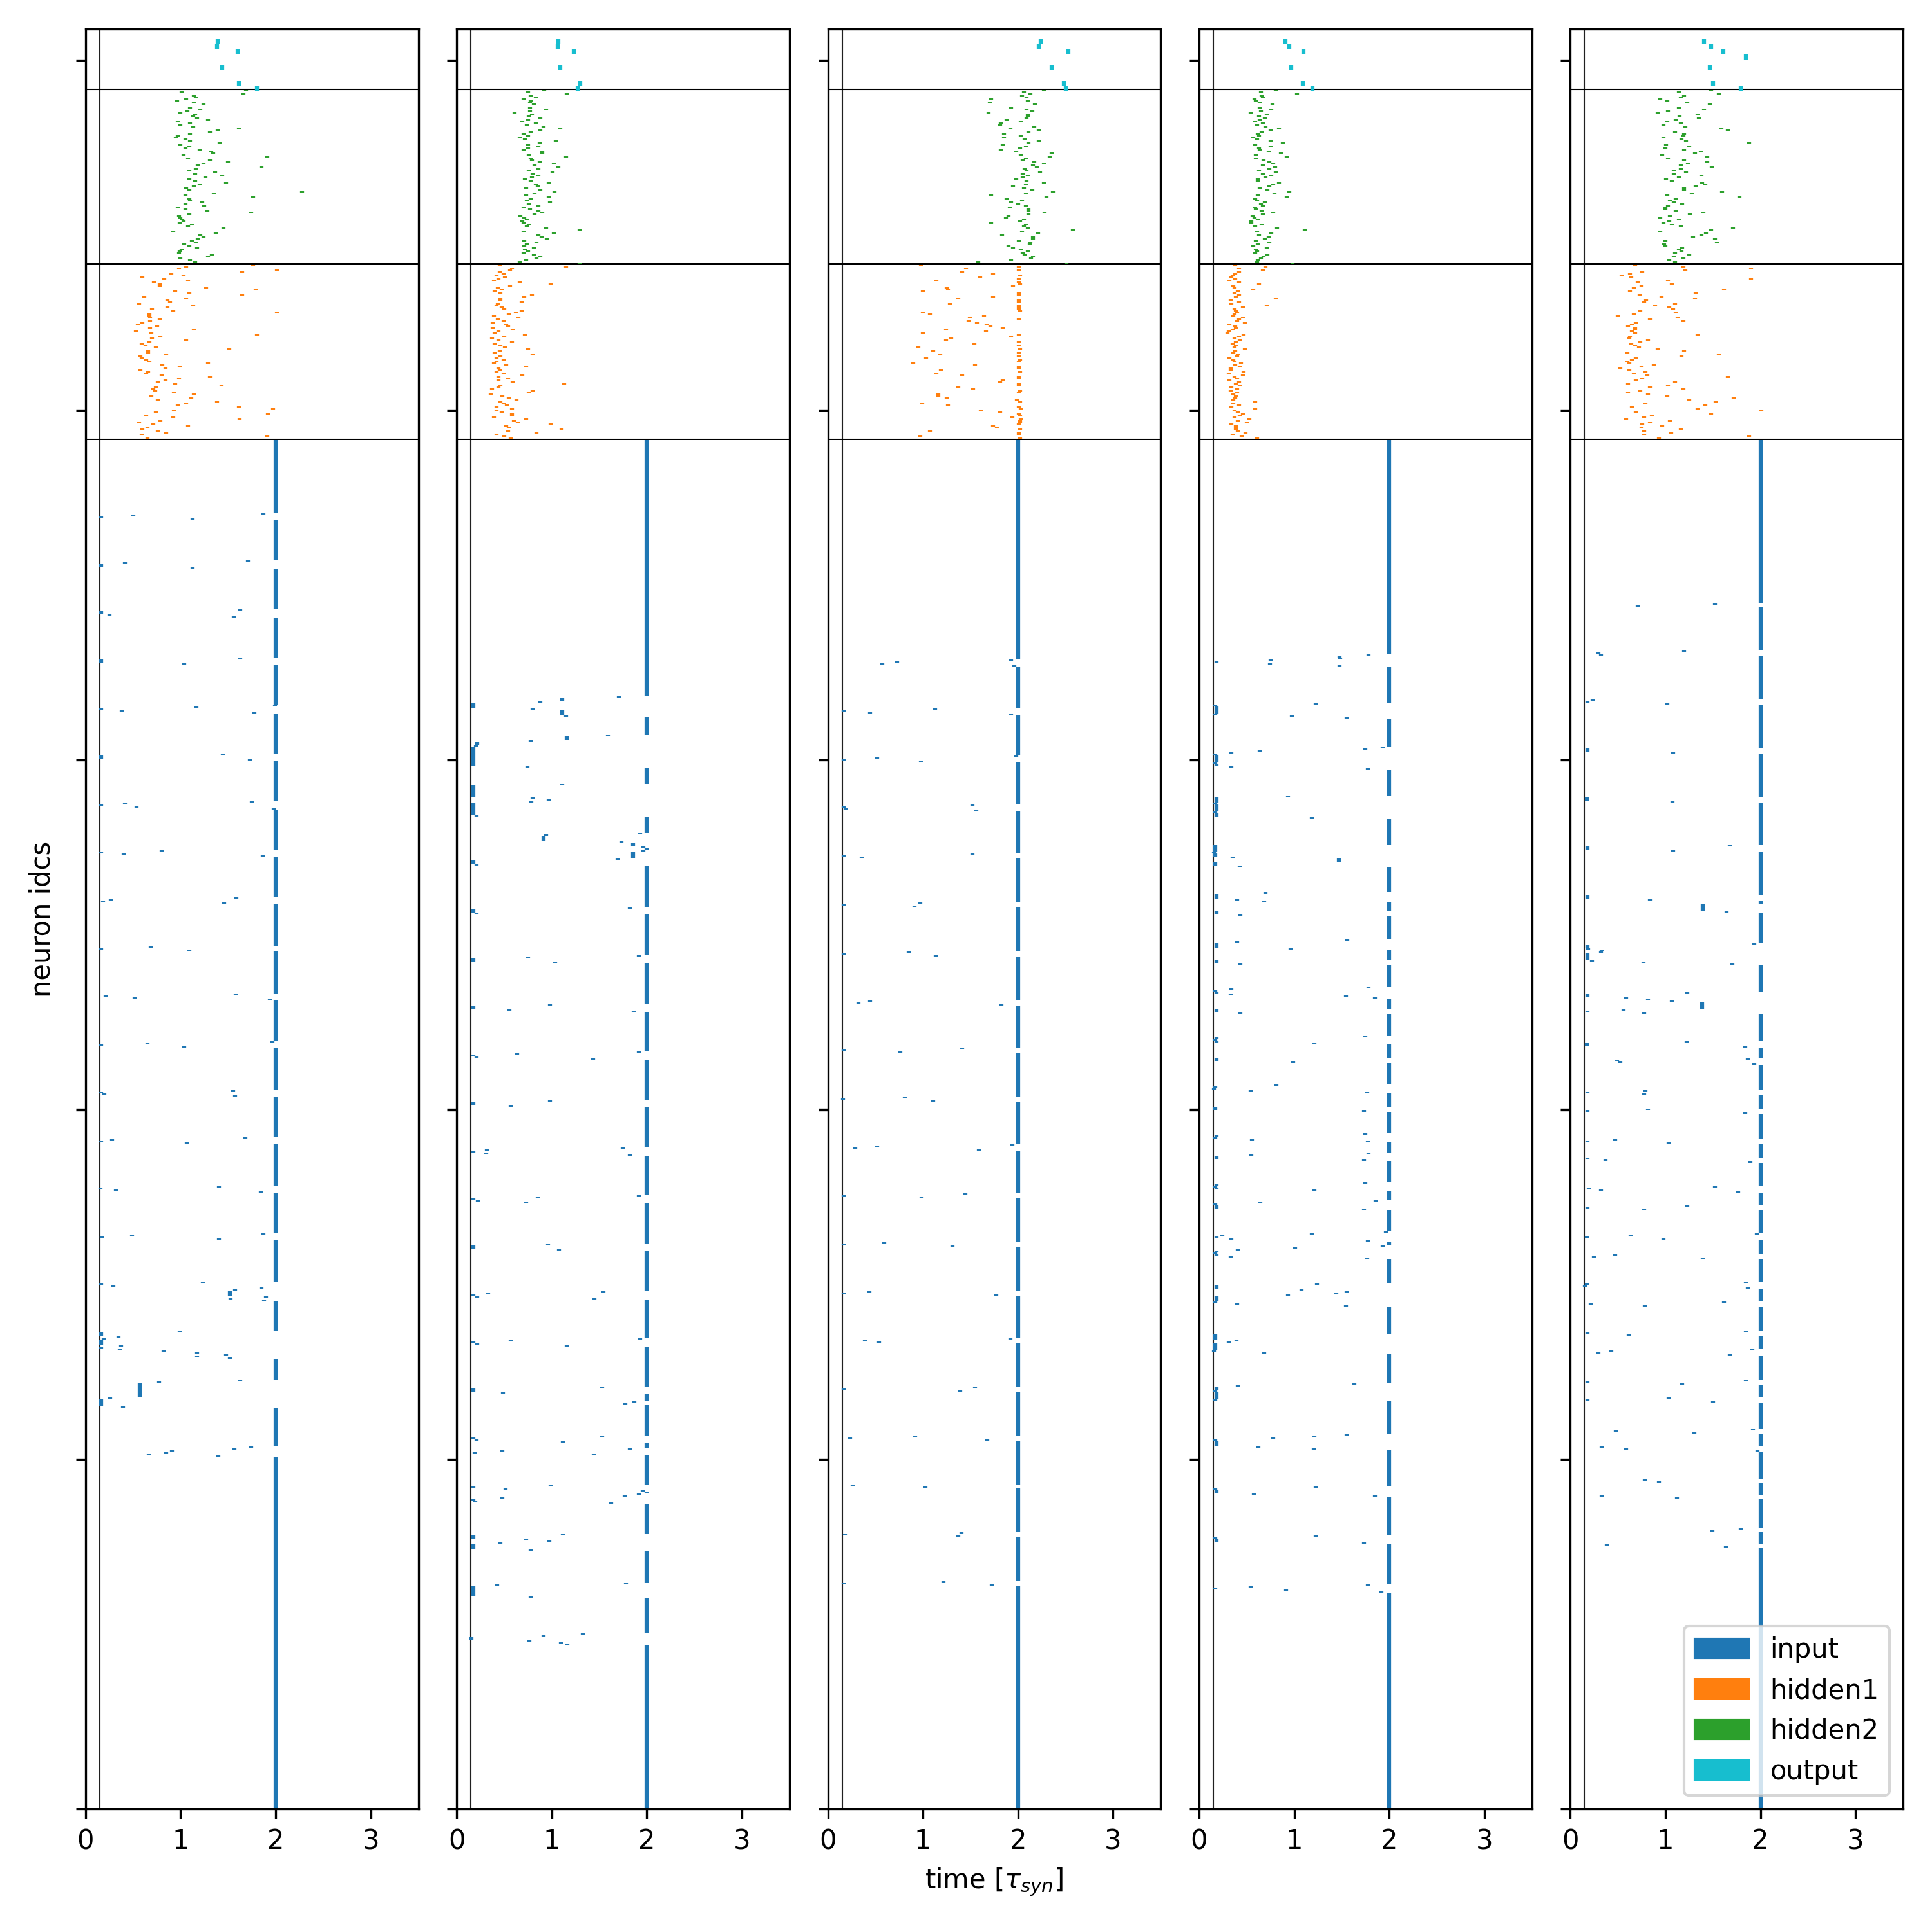 neuron idcs
input
hidden1
hidden2
output
0 1 2 3
0 1 2 3
0 1 2 3
0 1 2 3
0 1 2 3
time [τsyn]